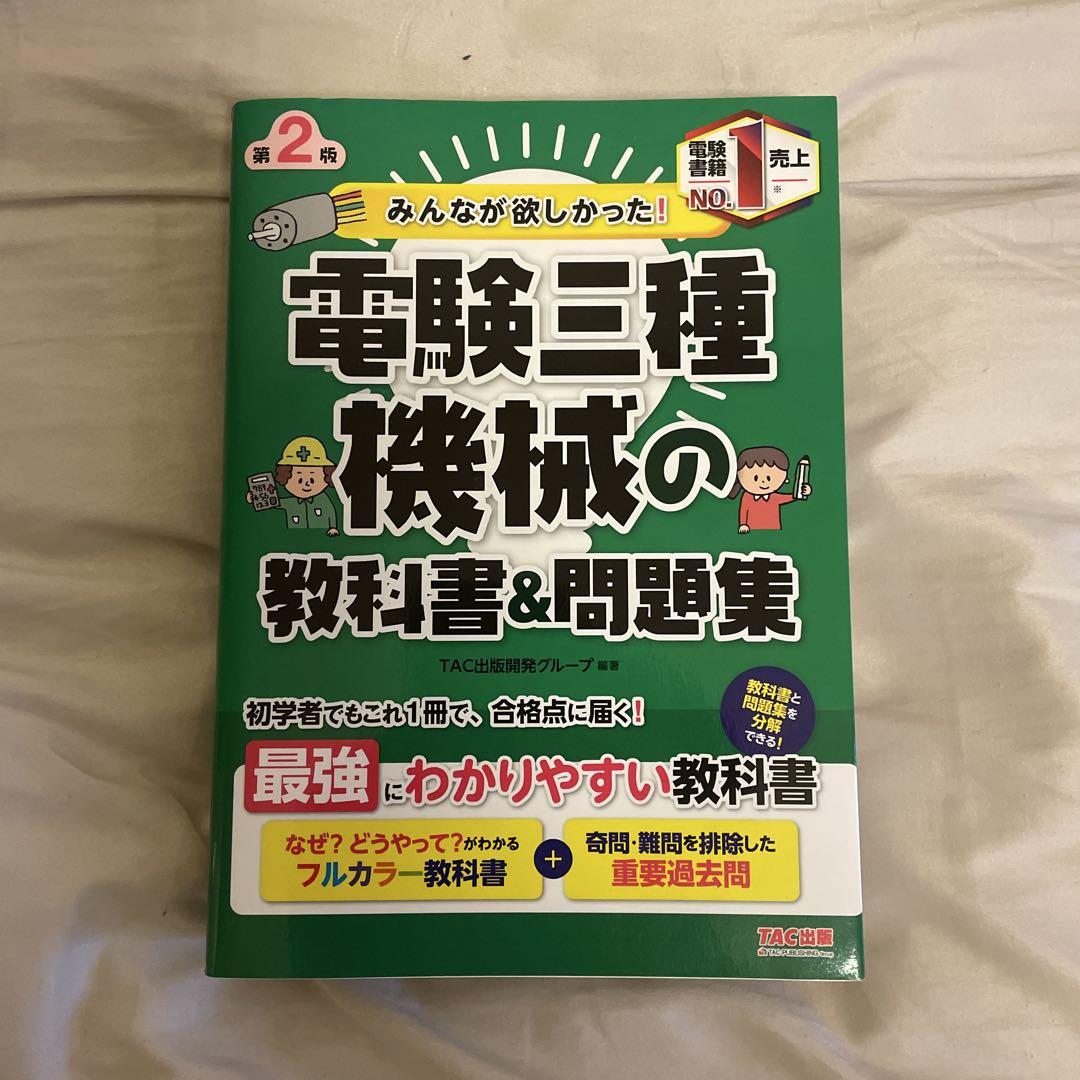 第2版
電験書籍 NO.1 売上
※
みんなが欲しかった!
電験三種
機械の
教科書&問題集
TAC出版開発グループ 編著
初学者でもこれ1冊で、合格点に届く!
教科書と
問題集を
分解
できる!
最強にわかりやすい教科書
なぜ? どうやって?がわかる
フルカラー教科書
+
奇問・難問を排除した
重要過去問
TAC出版
TAC PUBLISHING Group